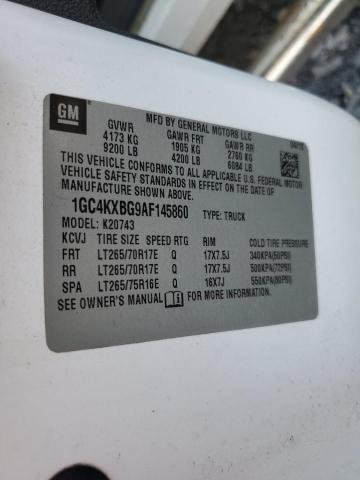 GM
MFD BY GENERAL MOTORS LLC
GVWR GAWR FRT GAWR RR
4173 KG 1905 KG 2760 KG
9200 LB 4200 LB 6084 LB
THIS VEHICLE CONFORMS TO ALL APPLICABLE U.S. FEDERAL MOTOR
VEHICLE SAFETY STANDARDS IN EFFECT ON THE DATE OF
MANUFACTURE SHOWN ABOVE.
1GC4KXBG9AF145860 TYPE: TRUCK
MODEL: K20743
KCVJ TIRE SIZE SPEED RTG RIM COLD TIRE PRESSURE
FRT LT265/70R17E Q 17X7.5J 340KPA(50PSI)
RR LT265/70R17E Q 17X7.5J 500KPA(72PSI)
SPA LT265/75R16E Q 16X7J 550KPA(80PSI)
SEE OWNER'S MANUAL FOR MORE INFORMATION.